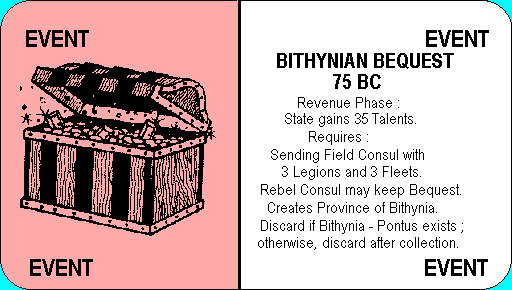 EVENT
EVENT
EVENT
BITHYNIAN BEQUEST
75 BC
Revenue Phase :
State gains 35 Talents.
Requires :
Sending Field Consul with
3 Legions and 3 Fleets.
Rebel Consul may keep Bequest.
Creates Province of Bithynia.
Discard if Bithynia - Pontus exists ;
otherwise, discard after collection.
EVENT